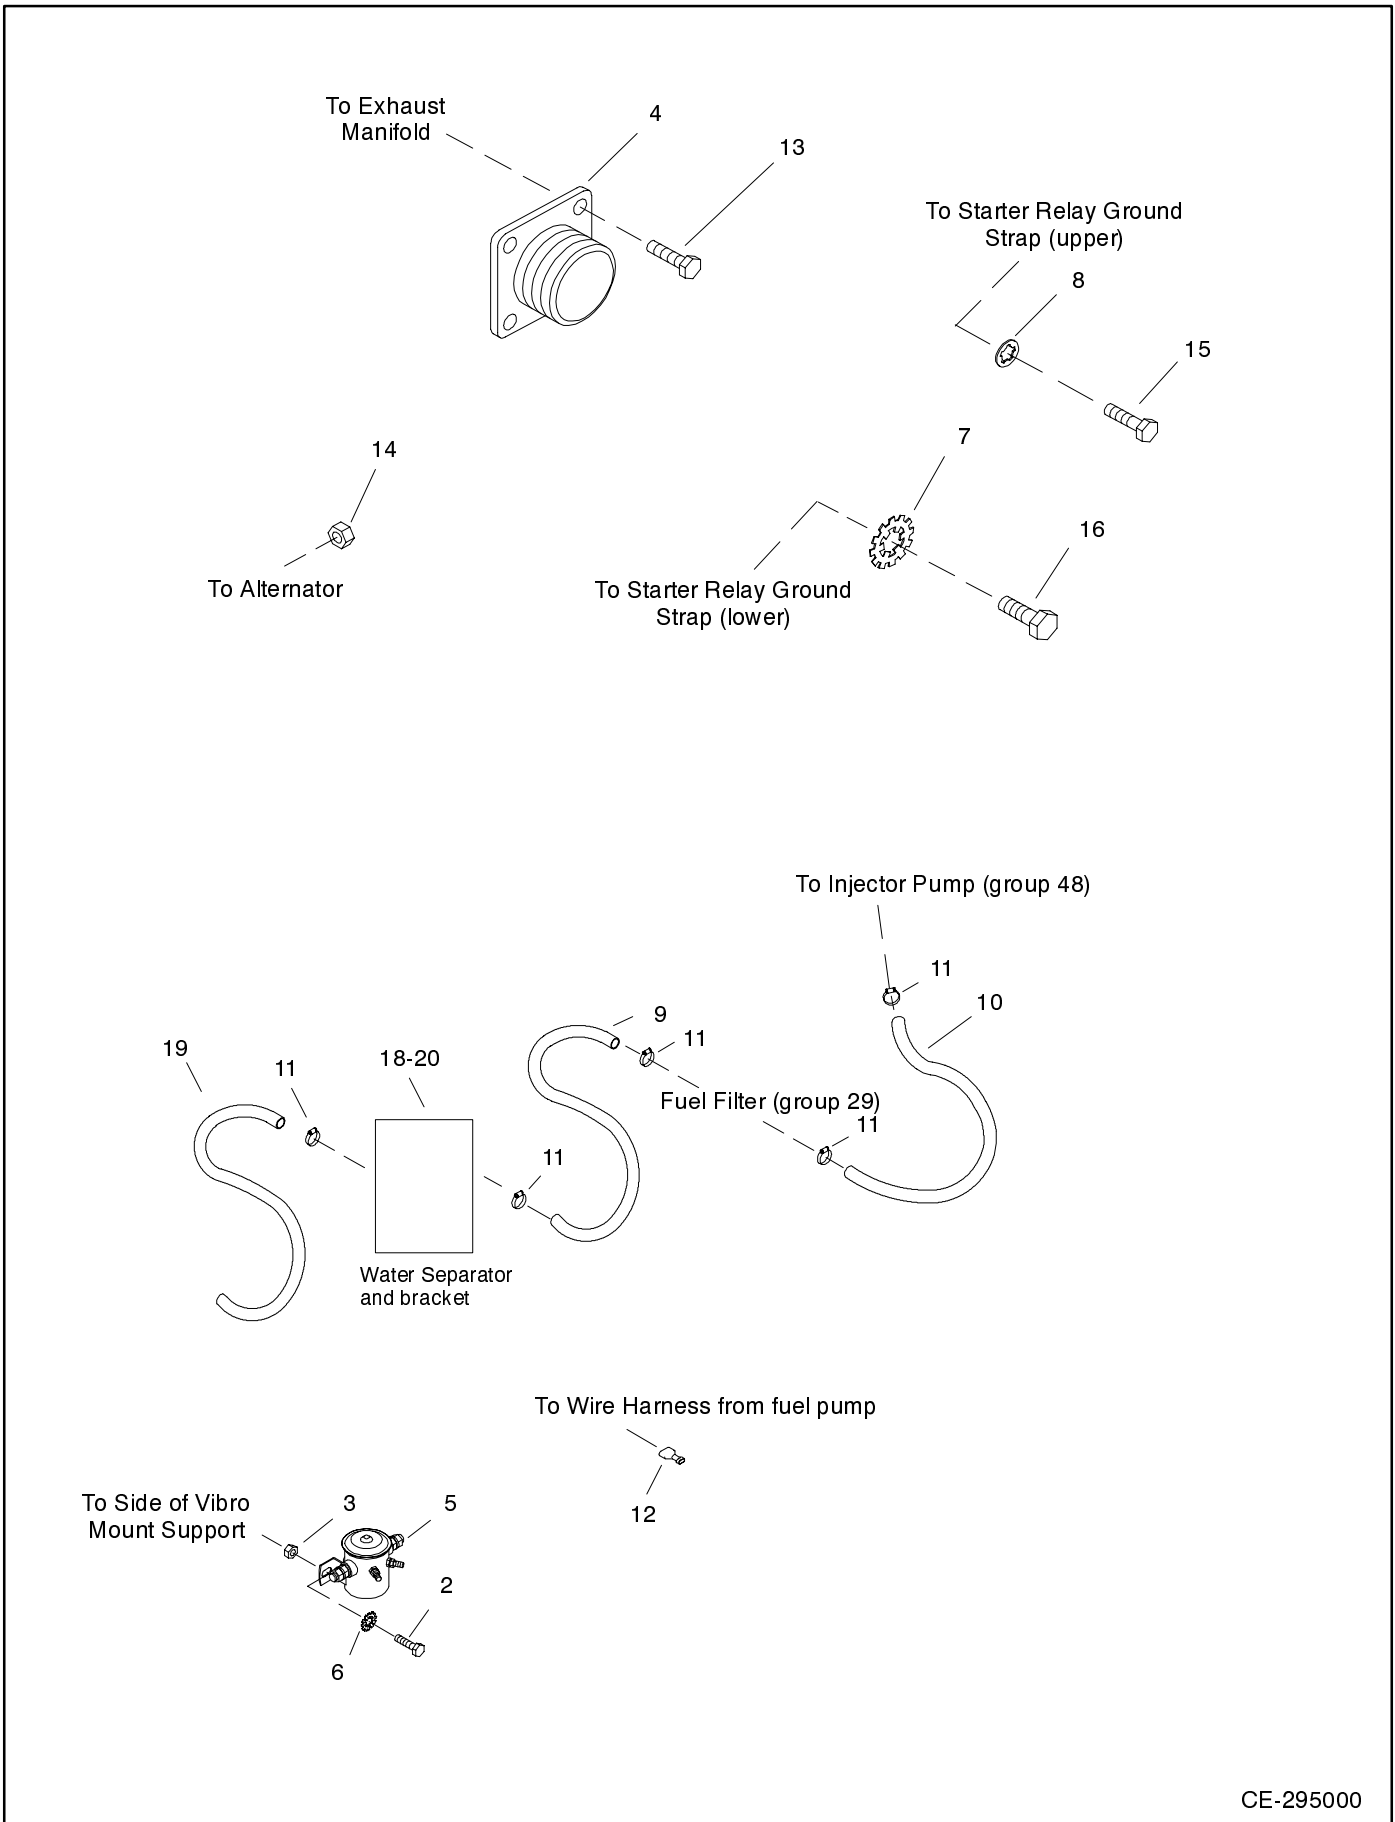 To Exhaust
Manifold
4
13
To Starter Relay Ground
Strap (upper)
8
15
14
7
16
To Alternator
To Starter Relay Ground
Strap (lower)
To Injector Pump (group 48)
11
10
9
11
19
11
18-20
Fuel Filter (group 29)
11
11
Water Separator
and bracket
To Wire Harness from fuel pump
12
To Side of Vibro
Mount Support
3
5
2
6
CE-295000